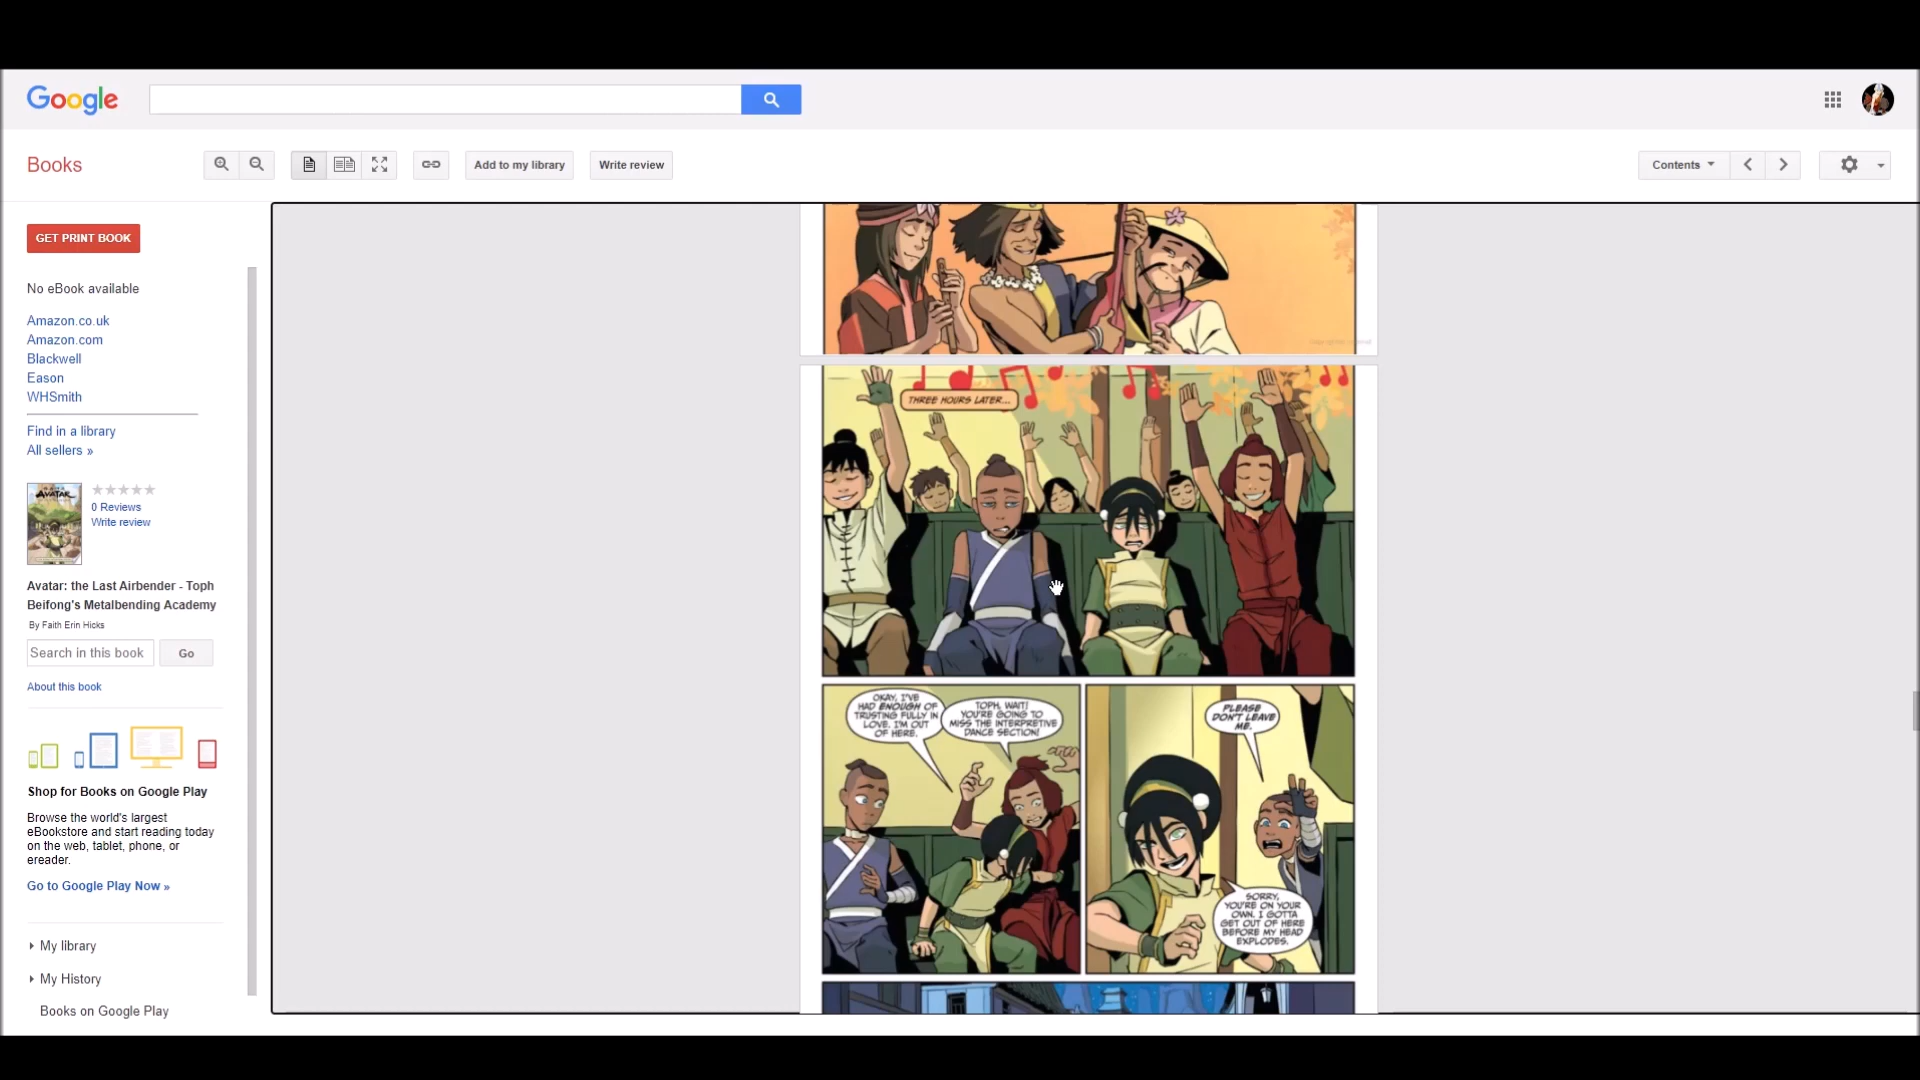 Google
Books
Add to my library
Write review
Contents
GET PRINT BOOK
No eBook available
Amazon.co.uk
Amazon.com
Blackwell
Eason
WHSmith
Find in a library
All sellers »
AVATAR
0 Reviews
Write review
Avatar: the Last Airbender - Toph
Beifong's Metalbending Academy
By Faith Erin Hicks
Search in this book
Go
About this book
Shop for Books on Google Play
Browse the world's largest
eBookstore and start reading today
on the web, tablet, phone, or
ereader.
Go to Google Play Now »
My library
My History
Books on Google Play
THREE HOURS LATER...
OKAY, I'VE
HAD ENOUGH OF
TRUSTING FULLY IN
LOVE. I'M OUT
OF HERE.
TOPH, WAIT!
YOU'RE GOING TO
MISS THE INTERPRETIVE
DANCE SECTION!
PLEASE
DON'T LEAVE
ME.
SORRY,
YOU'RE ON YOUR
OWN. I GOTTA
GET OUT OF HERE
BEFORE MY HEAD
EXPLODES.